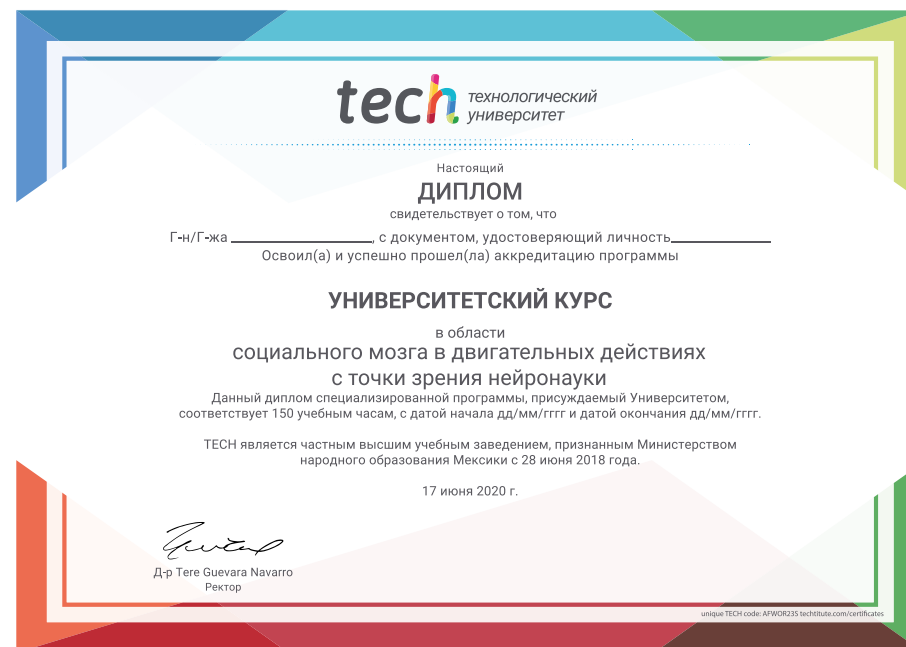 tech технологический
университет
Настоящий
ДИПЛОМ
свидетельствует о том, что
Г-н/Г-жа ____________________, с документом, удостоверяющий личность______________
Освоил(а) и успешно прошел(ла) аккредитацию программы
УНИВЕРСИТЕТСКИЙ КУРС
в области
социального мозга в двигательных действиях
с точки зрения нейронауки
Данный диплом специализированной программы, присуждаемый Университетом,
соответствует 150 учебным часам, с датой начала дд/мм/гггг и датой окончания дд/мм/гггг.
TECH является частным высшим учебным заведением, признанным Министерством
народного образования Мексики с 28 июня 2018 года.
17 июня 2020 г.
Д-р Tere Guevara Navarro
Ректор
unique TECH code: AFWOR23S techtitute.com/certificates